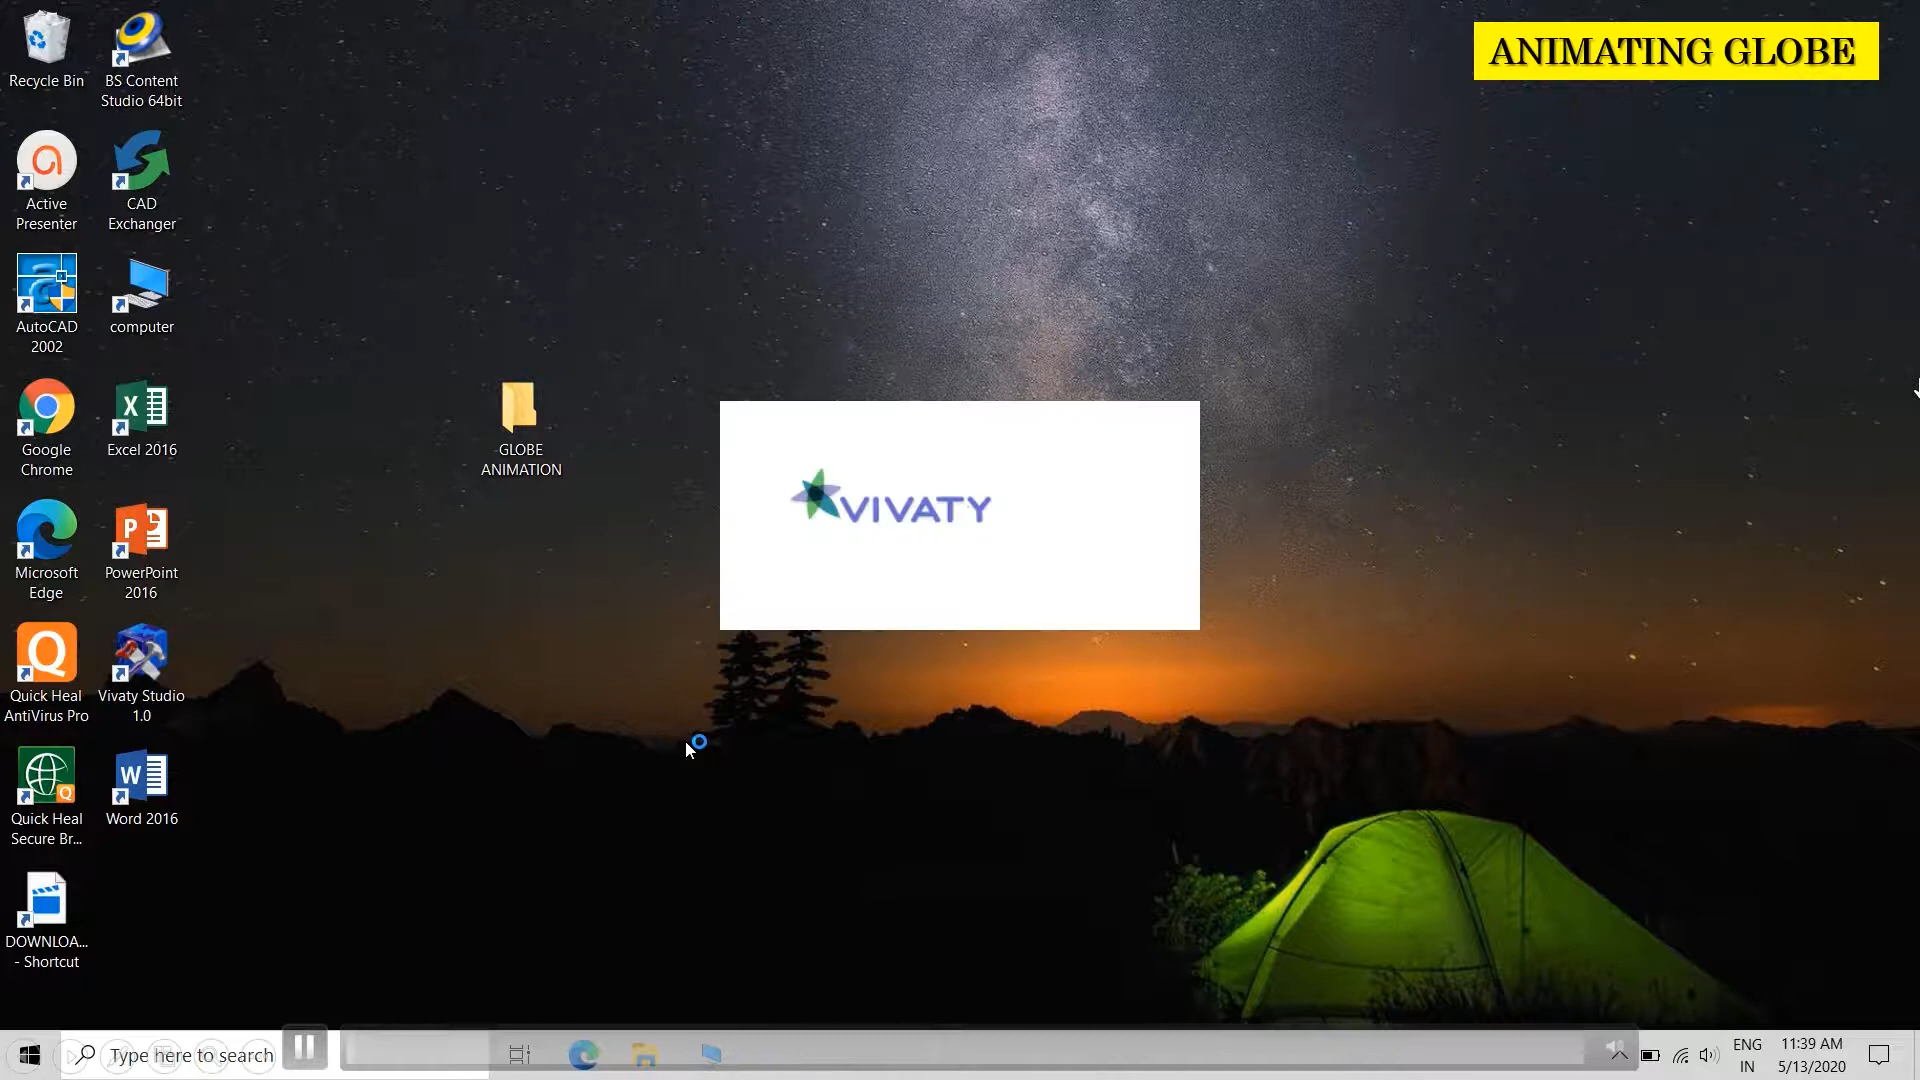 ANIMATING GLOBE
Recycle Bin
BS Content
Studio 64bit
Active
Presenter
CAD
Exchanger
AutoCAD
2002
computer
Google
Chrome
Excel 2016
GLOBE
ANIMATION
VIVATY
Microsoft
Edge
PowerPoint
2016
Quick Heal
AntiVirus Pro
Vivaty Studio
1.0
Quick Heal
Secure Br...
Word 2016
DOWNLOA...
- Shortcut
Type here to search
ENG
IN
11:39 AM
5/13/2020